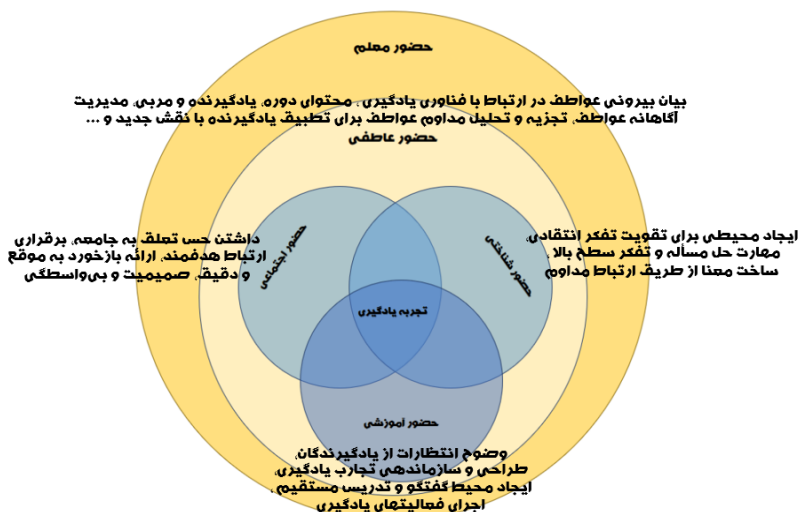 حضور معلم
بیان بیرونی عواطف در ارتباط با فناوری یادگیری، محتوای دوره، یادگیرنده و مربی، مدیریت
آگاهانه عواطف، تجزیه و تحلیل مداوم عواطف برای تطبیق یادگیرنده با نقش جدید و ...
حضور عاطفی
ایجاد محیطی برای تقویت تفکر انتقادی،
مهارت حل مسأله و تفکر سطح بالا ،
ساخت معنا از طریق ارتباط مداوم
حضور شناختی
حضور اجتماعی
داشتن حس تعلق به جامعه، برقراری
ارتباط هدفمند، ارائه بازخورد به موقع
و دقیق، صمیمیت و بی‌واسطگی
تجربه یادگیری
حضور آموزشی
وضوح انتظارات از یادگیرندگان،
طراحی و سازماندهی تجارب یادگیری،
ایجاد محیط گفتگو و تدریس مستقیم ،
اجرای فعالیتهای یادگیری